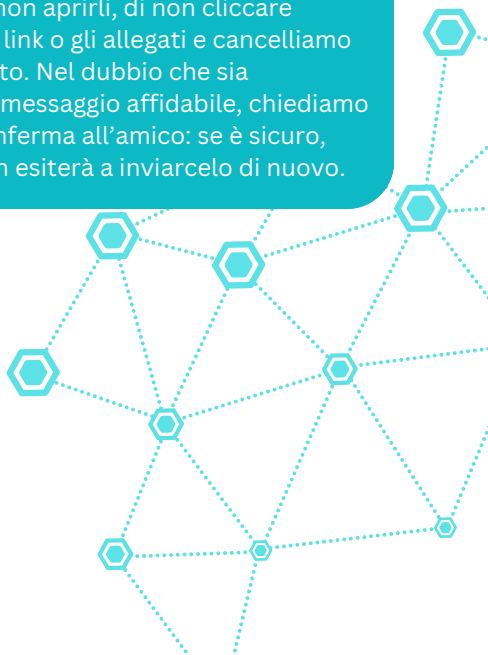 non aprirli, di non cliccare
link o gli allegati e cancelliamo
to. Nel dubbio che sia
messaggio affidabile, chiediamo
nferma all’amico: se è sicuro,
n esiterà a inviarcelo di nuovo.